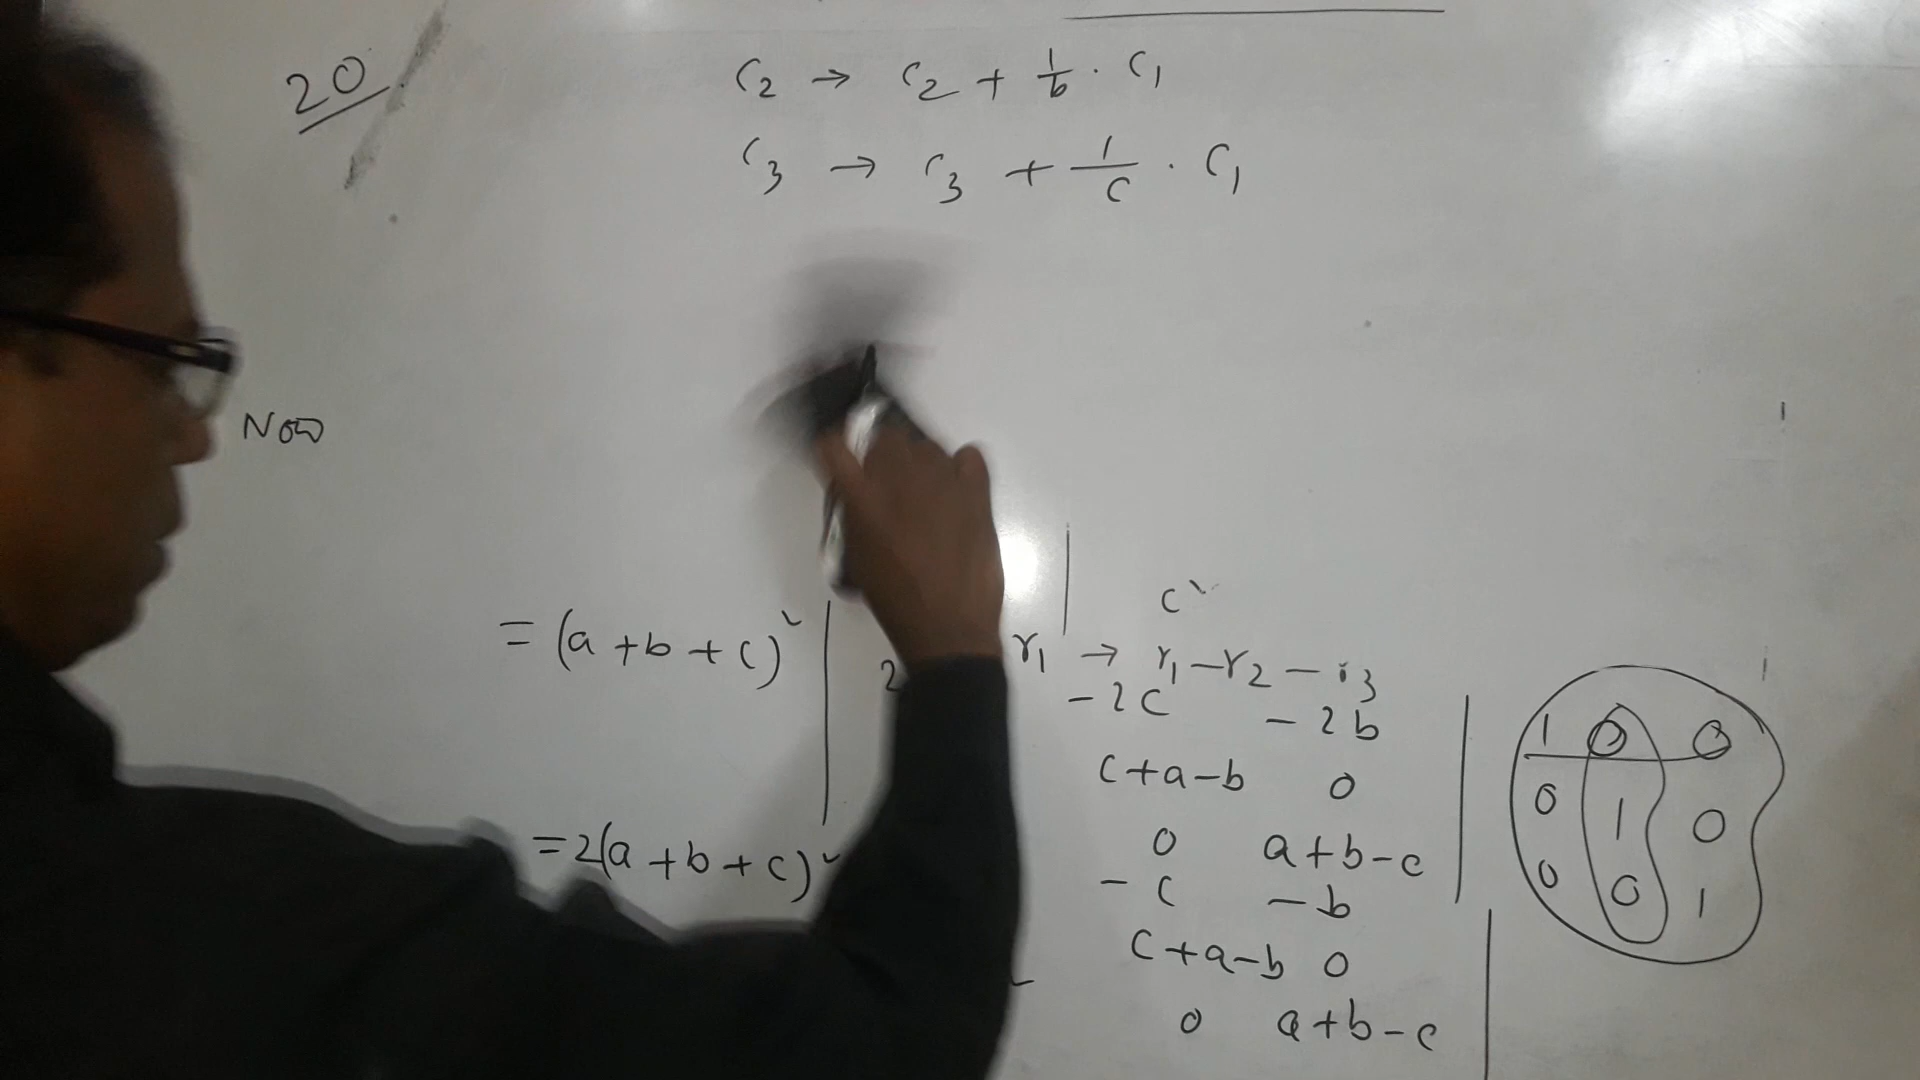 20
C2 → C2 + 1/b · C1
C3 → C3 + 1/C · C1
Now
C²
= (a+b+c)² | 2 r1 → r1 - r2 - r3
-2C -2b
C+a-b 0
0 a+b-c
=2(a+b+c)²
-C -b
C+a-b 0
0 a+b-c
1 0 0
0 1 0
0 0 1